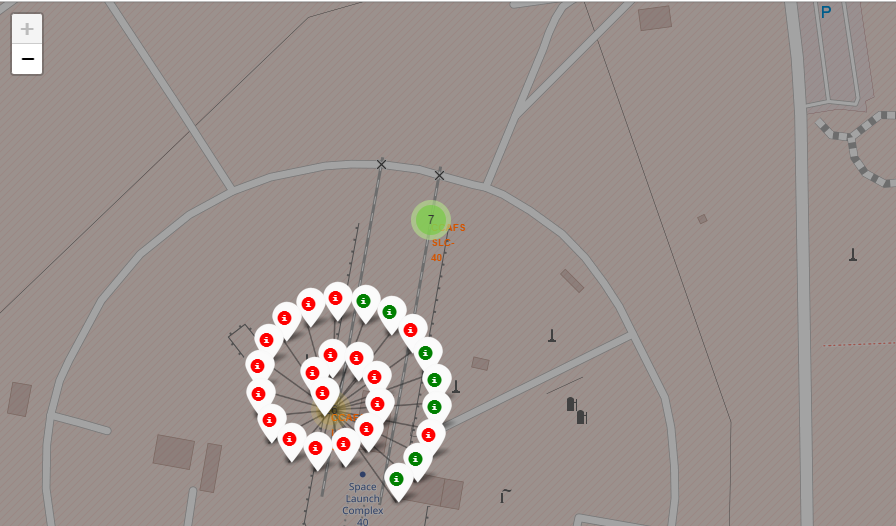 +
−
P
7
AFS
SLC-
40
Space
Launch
Complex
40